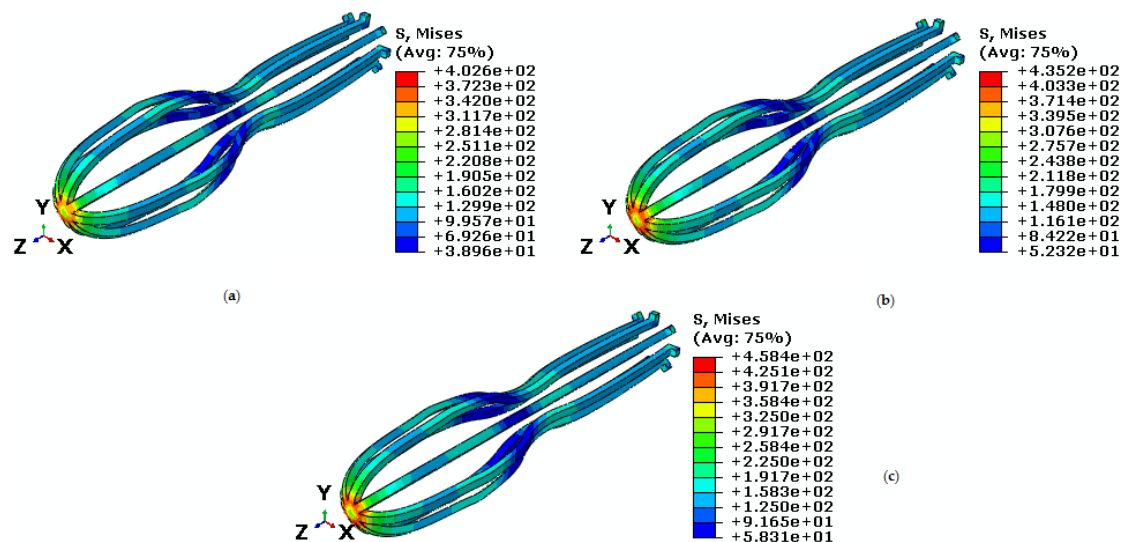 S, Mises
(Avg: 75%)
+4.026e+02
+3.723e+02
+3.420e+02
+3.117e+02
+2.814e+02
+2.511e+02
+2.208e+02
+1.905e+02
+1.602e+02
+1.299e+02
+9.957e+01
+6.926e+01
+3.896e+01
Y
Z
X
(a)
S, Mises
(Avg: 75%)
+4.352e+02
+4.033e+02
+3.714e+02
+3.395e+02
+3.076e+02
+2.757e+02
+2.438e+02
+2.118e+02
+1.799e+02
+1.480e+02
+1.161e+02
+8.422e+01
+5.232e+01
Y
Z
X
(b)
S, Mises
(Avg: 75%)
+4.584e+02
+4.251e+02
+3.917e+02
+3.584e+02
+3.250e+02
+2.917e+02
+2.584e+02
+2.250e+02
+1.917e+02
+1.583e+02
+1.250e+02
+9.165e+01
+5.831e+01
Y
Z
X
(c)